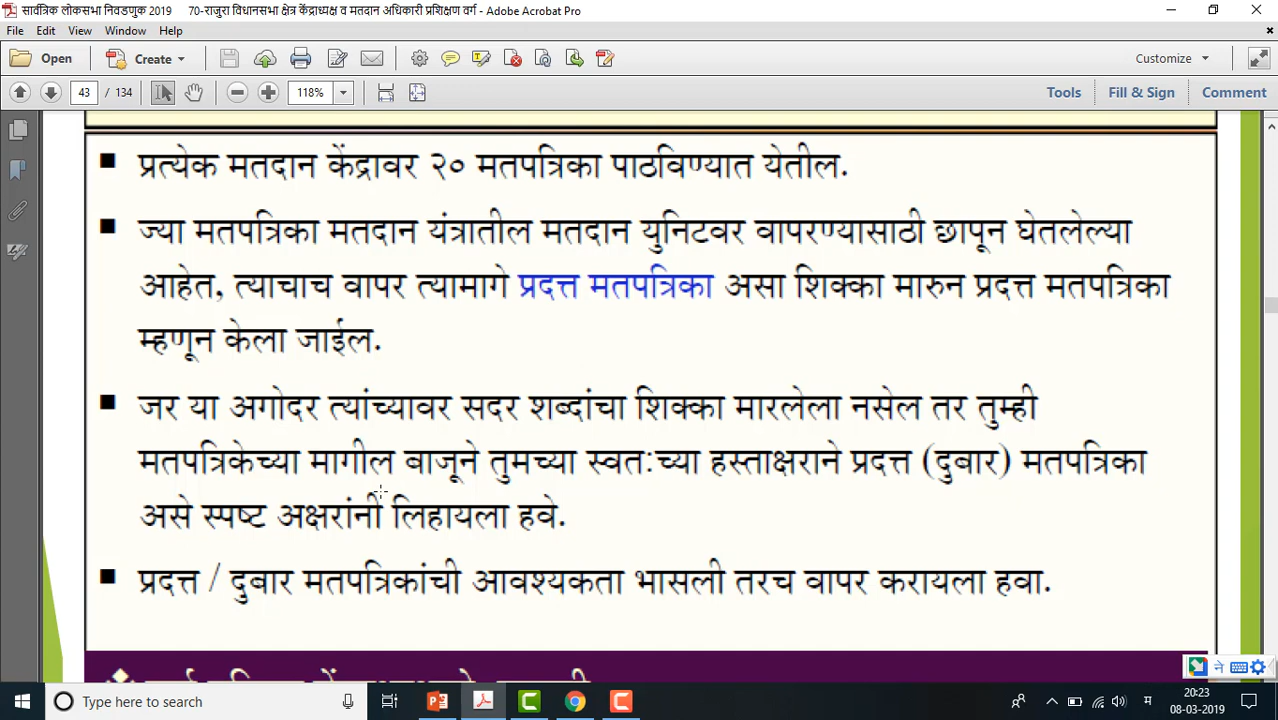 सार्वत्रिक लोकसभा निवडणुक 2019 70-राजुरा विधानसभा क्षेत्र केंद्राध्यक्ष व मतदान अधिकारी प्रशिक्षण वर्ग - Adobe Acrobat Pro
File Edit View Window Help
Open Create Customize
43 / 134 118% Tools Fill & Sign Comment
प्रत्येक मतदान केंद्रावर २० मतपत्रिका पाठविण्यात येतील.
ज्या मतपत्रिका मतदान यंत्रातील मतदान युनिटवर वापरण्यासाठी छापून घेतलेल्या
आहेत, त्याचाच वापर त्यामागे प्रदत्त मतपत्रिका असा शिक्का मारुन प्रदत्त मतपत्रिका
म्हणून केला जाईल.
जर या अगोदर त्यांच्यावर सदर शब्दांचा शिक्का मारलेला नसेल तर तुम्ही
मतपत्रिकेच्या मागील बाजूने तुमच्या स्वत:च्या हस्ताक्षराने प्रदत्त (दुबार) मतपत्रिका
असे स्पष्ट अक्षरांनी लिहायला हवे.
प्रदत्त / दुबार मतपत्रिकांची आवश्यकता भासली तरच वापर करायला हवा.
ने
Type here to search म 20:23
08-03-2019